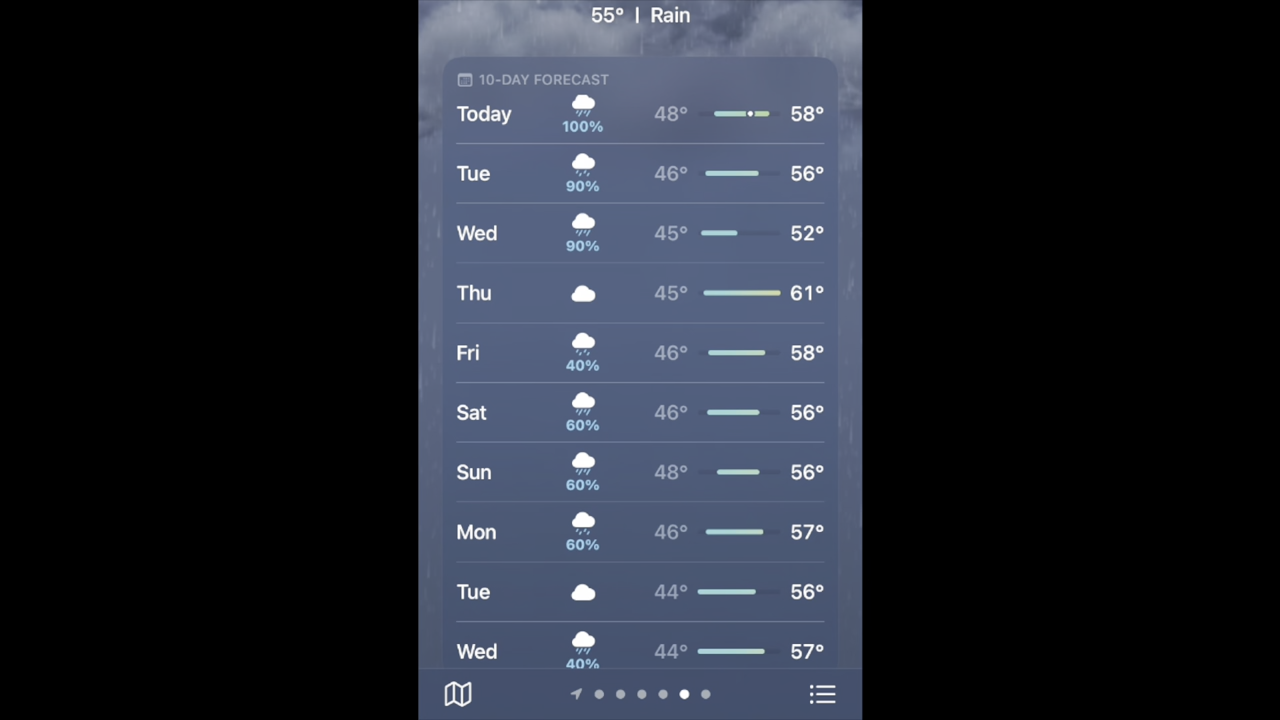 55° | Rain
10-DAY FORECAST
Today 100% 48° 58°
Tue 90% 46° 56°
Wed 90% 45° 52°
Thu 45° 61°
Fri 40% 46° 58°
Sat 60% 46° 56°
Sun 60% 48° 56°
Mon 60% 46° 57°
Tue 44° 56°
Wed 40% 44° 57°